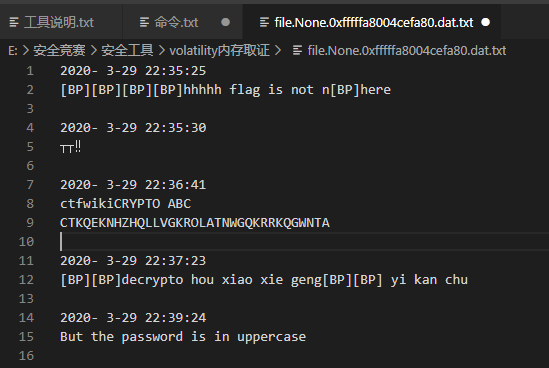 工具说明.txt 命令.txt file.None.0xfffffa8004cefa80.dat.txt
E: > 安全竞赛 > 安全工具 > volatility内存取证 > file.None.0xfffffa8004cefa80.dat.txt
1 2020- 3-29 22:35:25
2 [BP][BP][BP][BP]hhhhh flag is not n[BP]here
3
4 2020- 3-29 22:35:30
5 ㅠ‼
6
7 2020- 3-29 22:36:41
8 ctfwikiCRYPTO ABC
9 CTKQEKNHZHQLLVGKROLATNWGQKRRKQGWNTA
10
11 2020- 3-29 22:37:23
12 [BP][BP]decrypto hou xiao xie geng[BP][BP] yi kan chu
13
14 2020- 3-29 22:39:24
15 But the password is in uppercase
16